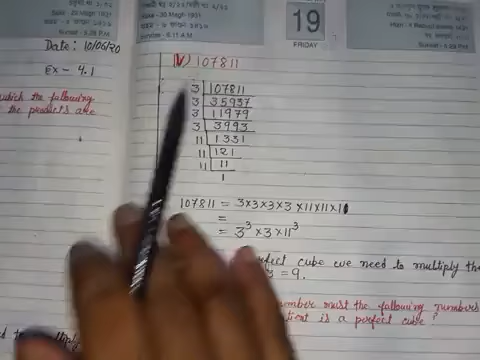 19
FRIDAY
Date: 10/06/20
Ex - 4.1
which the following
the products are
V) 107811
3 | 107811
3 | 35937
3 | 11979
3 | 3993
11 | 1331
11 | 121
11 | 11
1
107811 = 3×3×3×3×11×11×11
=
= 3³×3×11³
perfect cube we need to multiply the
3 = 9.
number must the following numbers
is a perfect cube?